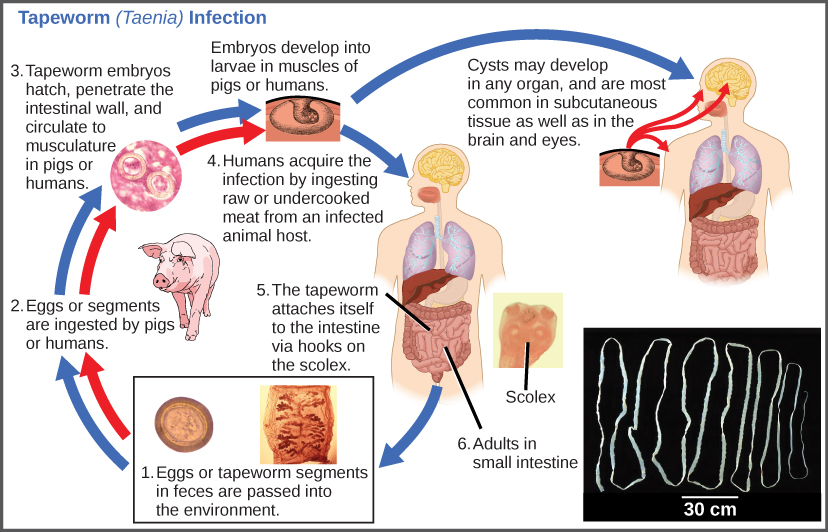 Tapeworm (Taenia) Infection
Embryos develop into
larvae in muscles of
pigs or humans.
3. Tapeworm embryos
hatch, penetrate the
intestinal wall, and
circulate to
musculature
in pigs or
humans.
Cysts may develop
in any organ, and are most
common in subcutaneous
tissue as well as in the
brain and eyes.
4. Humans acquire the
infection by ingesting
raw or undercooked
meat from an infected
animal host.
2. Eggs or segments
are ingested by pigs
or humans.
5. The tapeworm
attaches itself
to the intestine
via hooks on
the scolex.
Scolex
6. Adults in
small intestine
1. Eggs or tapeworm segments
in feces are passed into
the environment.
30 cm